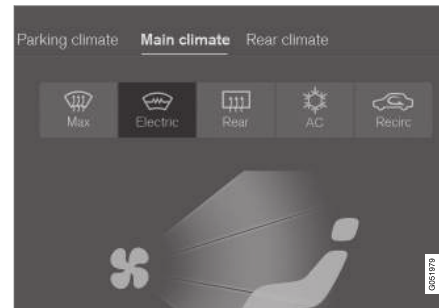 Parking climate Main climate Rear climate
Max Electric Rear AC Recirc
G051979